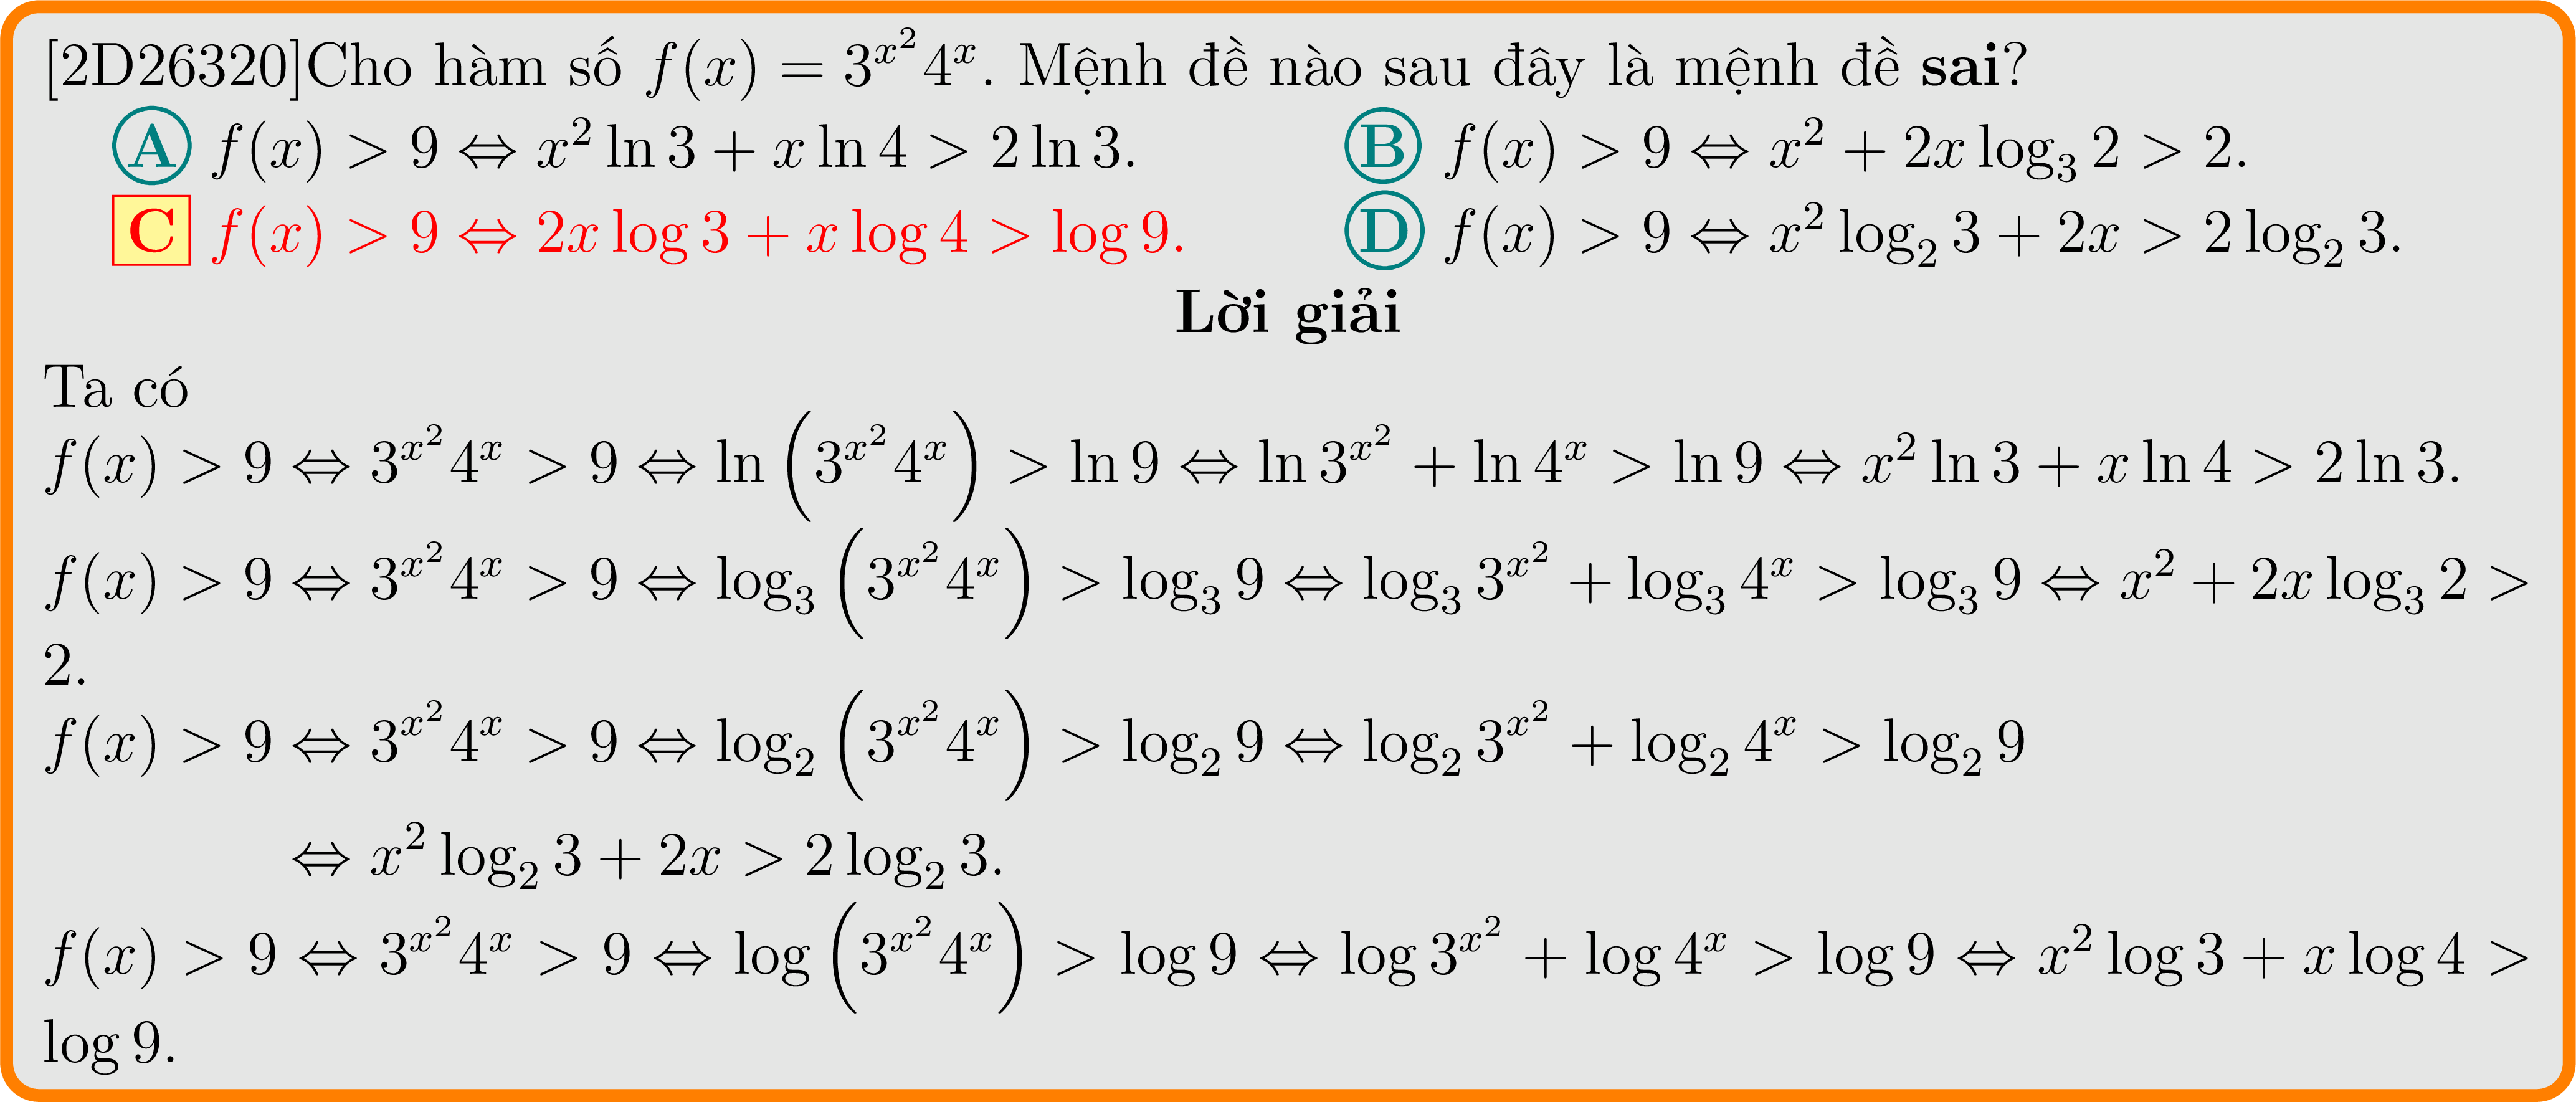 [2D26320]Cho hàm số $f(x) = 3^{x^2}4^x$. Mệnh đề nào sau đây là mệnh đề sai?
A $f(x) > 9 \Leftrightarrow x^2 \ln 3 + x \ln 4 > 2 \ln 3$. B $f(x) > 9 \Leftrightarrow x^2 + 2x \log_3 2 > 2$.
C $f(x) > 9 \Leftrightarrow 2x \log 3 + x \log 4 > \log 9$. D $f(x) > 9 \Leftrightarrow x^2 \log_2 3 + 2x > 2 \log_2 3$.
Lời giải
Ta có
$f(x) > 9 \Leftrightarrow 3^{x^2}4^x > 9 \Leftrightarrow \ln \left(3^{x^2}4^x\right) > \ln 9 \Leftrightarrow \ln 3^{x^2} + \ln 4^x > \ln 9 \Leftrightarrow x^2 \ln 3 + x \ln 4 > 2 \ln 3$.
$f(x) > 9 \Leftrightarrow 3^{x^2}4^x > 9 \Leftrightarrow \log_3 \left(3^{x^2}4^x\right) > \log_3 9 \Leftrightarrow \log_3 3^{x^2} + \log_3 4^x > \log_3 9 \Leftrightarrow x^2 + 2x \log_3 2 >$
$2$.
$f(x) > 9 \Leftrightarrow 3^{x^2}4^x > 9 \Leftrightarrow \log_2 \left(3^{x^2}4^x\right) > \log_2 9 \Leftrightarrow \log_2 3^{x^2} + \log_2 4^x > \log_2 9$
$\Leftrightarrow x^2 \log_2 3 + 2x > 2 \log_2 3$.
$f(x) > 9 \Leftrightarrow 3^{x^2}4^x > 9 \Leftrightarrow \log \left(3^{x^2}4^x\right) > \log 9 \Leftrightarrow \log 3^{x^2} + \log 4^x > \log 9 \Leftrightarrow x^2 \log 3 + x \log 4 >$
$\log 9$.